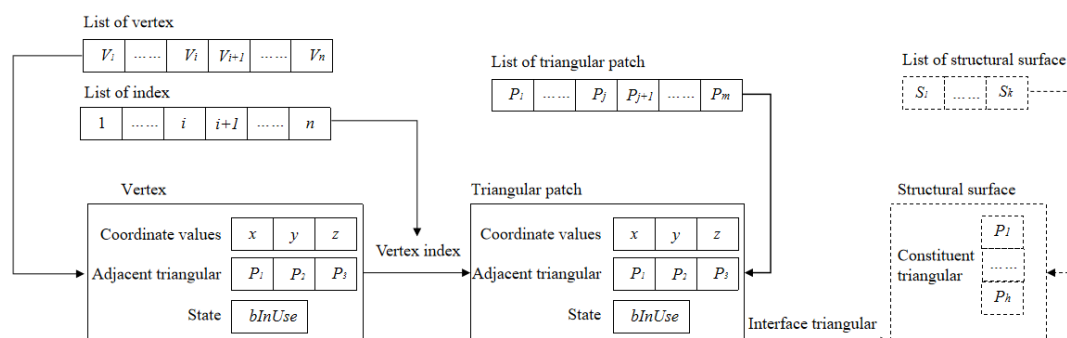 List of vertex
V1 …… Vi Vi+1 …… Vn
List of index
1 …… i i+1 …… n
List of triangular patch
P1 …… Pj Pj+1 …… Pm
List of structural surface
S1 …… Sk
Vertex
Coordinate values x y z
Adjacent triangular P1 P2 P3
State bInUse
Vertex index
Triangular patch
Coordinate values x y z
Adjacent triangular P1 P2 P3
State bInUse
Interface triangular
Structural surface
Constituent
triangular
P1
……
Ph